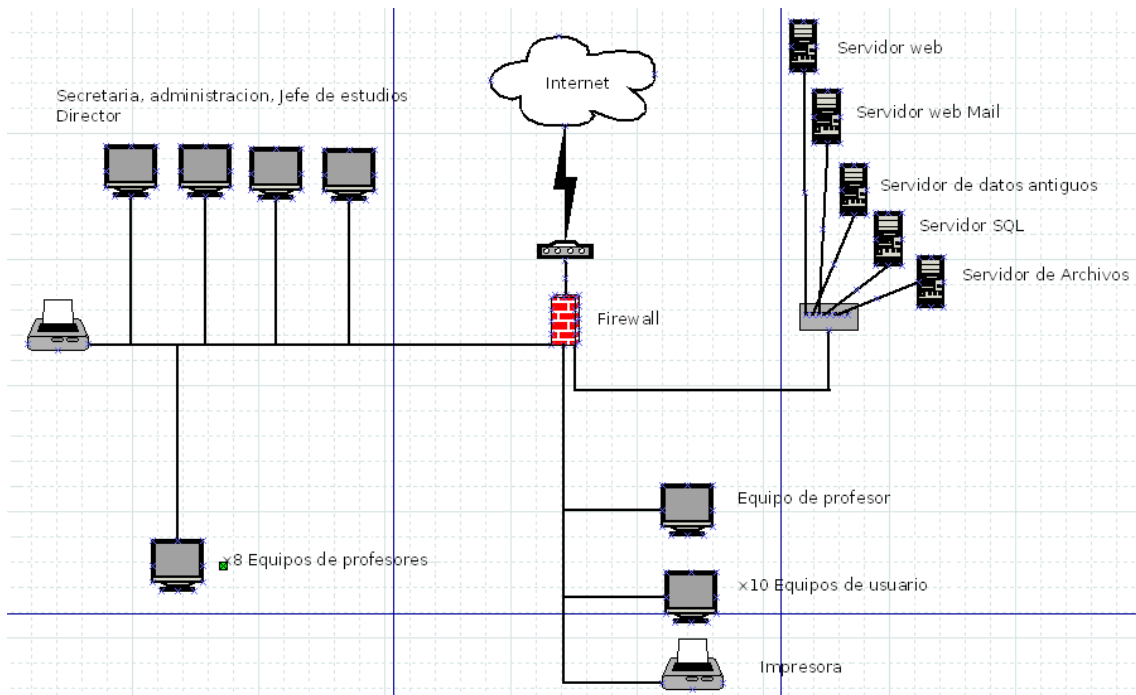 Secretaria, administracion, Jefe de estudios
Director
Internet
Servidor web
Servidor web Mail
Servidor de datos antiguos
Servidor SQL
Servidor de Archivos
Firewall
Equipo de profesor
x8 Equipos de profesores
x10 Equipos de usuario
Impresora